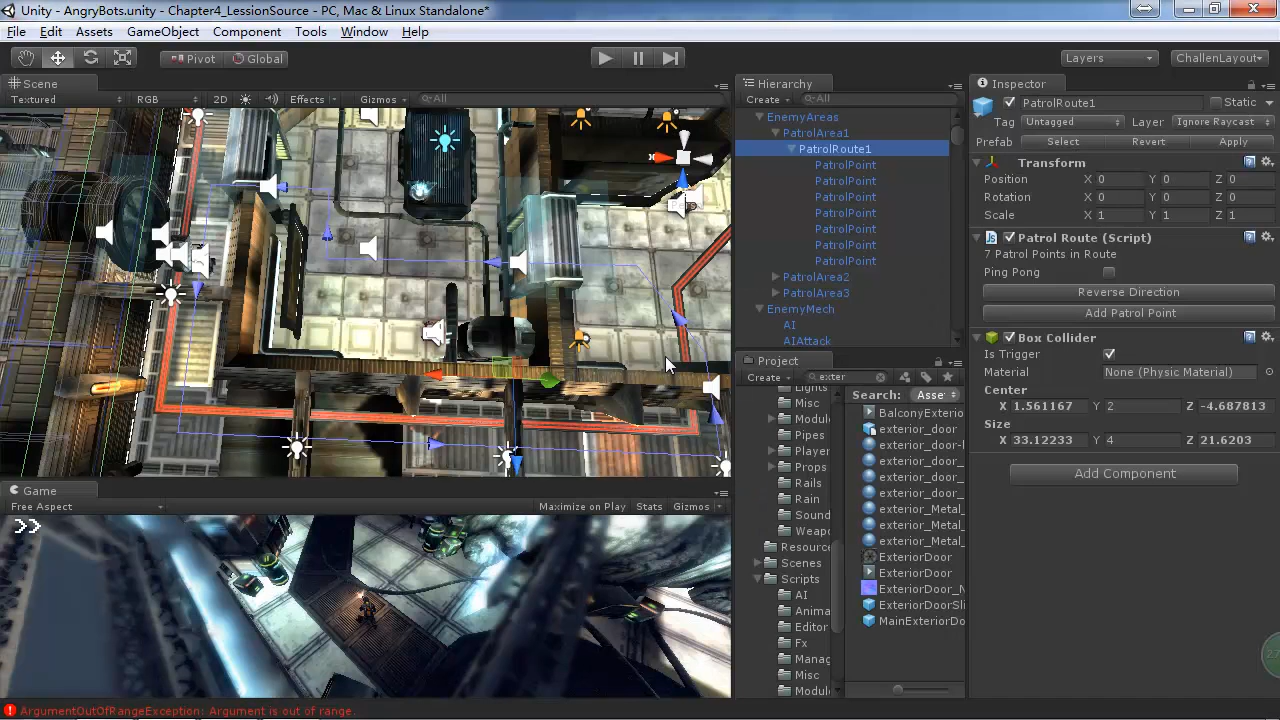 Unity - AngryBots.unity - Chapter4_LessionSource - PC, Mac & Linux Standalone*
File Edit Assets GameObject Component Tools Window Help
Pivot Global Layers ChallenLayout
Scene
Textured RGB 2D Effects Gizmos All
Hierarchy
Create All
EnemyAreas
PatrolArea1
PatrolRoute1
PatrolPoint
PatrolPoint
PatrolPoint
PatrolPoint
PatrolPoint
PatrolPoint
PatrolPoint
PatrolArea2
PatrolArea3
EnemyMech
AI
AIAttack
Project
Create exter
Lights
Misc
Modul
Pipes
Player
Props
Rails
Rain
Sound
Weapo
Resource
Scenes
Scripts
AI
Anima
Editor
Fx
Manag
Misc
Modul
Search: Asse
BalconyExterio
exterior_door
exterior_door-
exterior_door_
exterior_door_
exterior_door_
exterior_Metal_
exterior_Metal_
exterior_Metal_
ExteriorDoor
ExteriorDoor
ExteriorDoor_N
ExteriorDoorSli
MainExteriorDo
Inspector
PatrolRoute1 Static
Tag Untagged Layer Ignore Raycast
Prefab Select Revert Apply
Transform
Position X 0 Y 0 Z 0
Rotation X 0 Y 0 Z 0
Scale X 1 Y 1 Z 1
Patrol Route (Script)
7 Patrol Points in Route
Ping Pong
Reverse Direction
Add Patrol Point
Box Collider
Is Trigger
Material None (Physic Material)
Center
X 1.561167 Y 2 Z -4.687813
Size
X 33.12233 Y 4 Z 21.6203
Add Component
Game
Free Aspect Maximize on Play Stats Gizmos
>>
ArgumentOutOfRangeException: Argument is out of range.